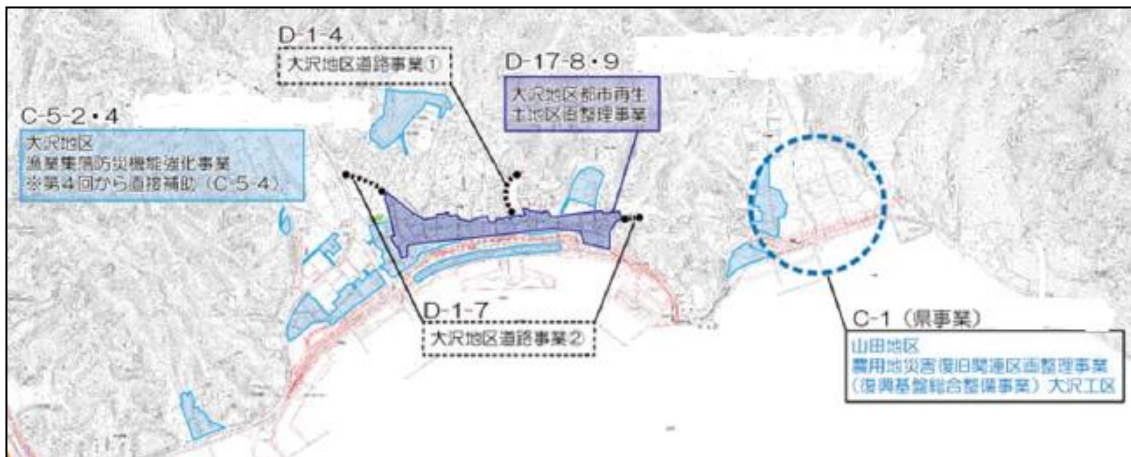 D-1-4
大沢地区道路事業①
D-17-8・9
大沢地区都市再生
土地区画整理事業
C-5-2・4
大沢地区
漁業集落防災機能強化事業
※第4回から直接補助（C-5-4）
D-1-7
大沢地区道路事業②
C-1（県事業）
山田地区
農用地災害復旧関連区画整理事業
（復興基盤総合整備事業）大沢工区